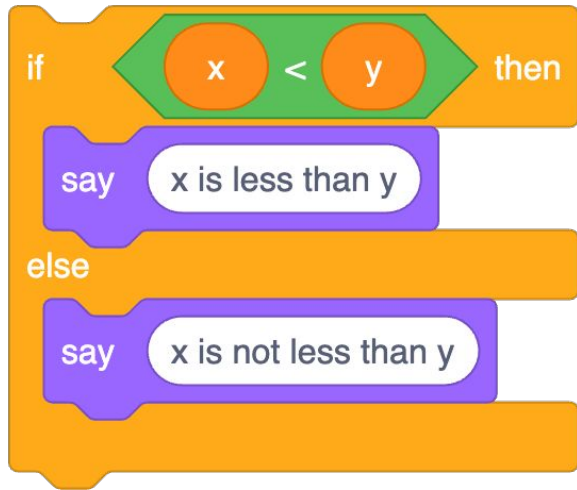 if x < y then
say x is less than y
else
say x is not less than y